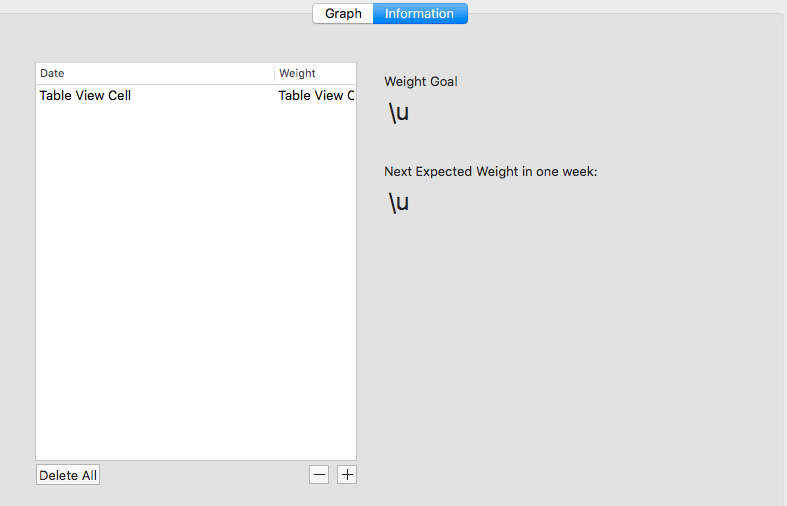 Graph Information
Date Weight
Table View Cell Table View C
Weight Goal
\u
Next Expected Weight in one week:
\u
Delete All − +